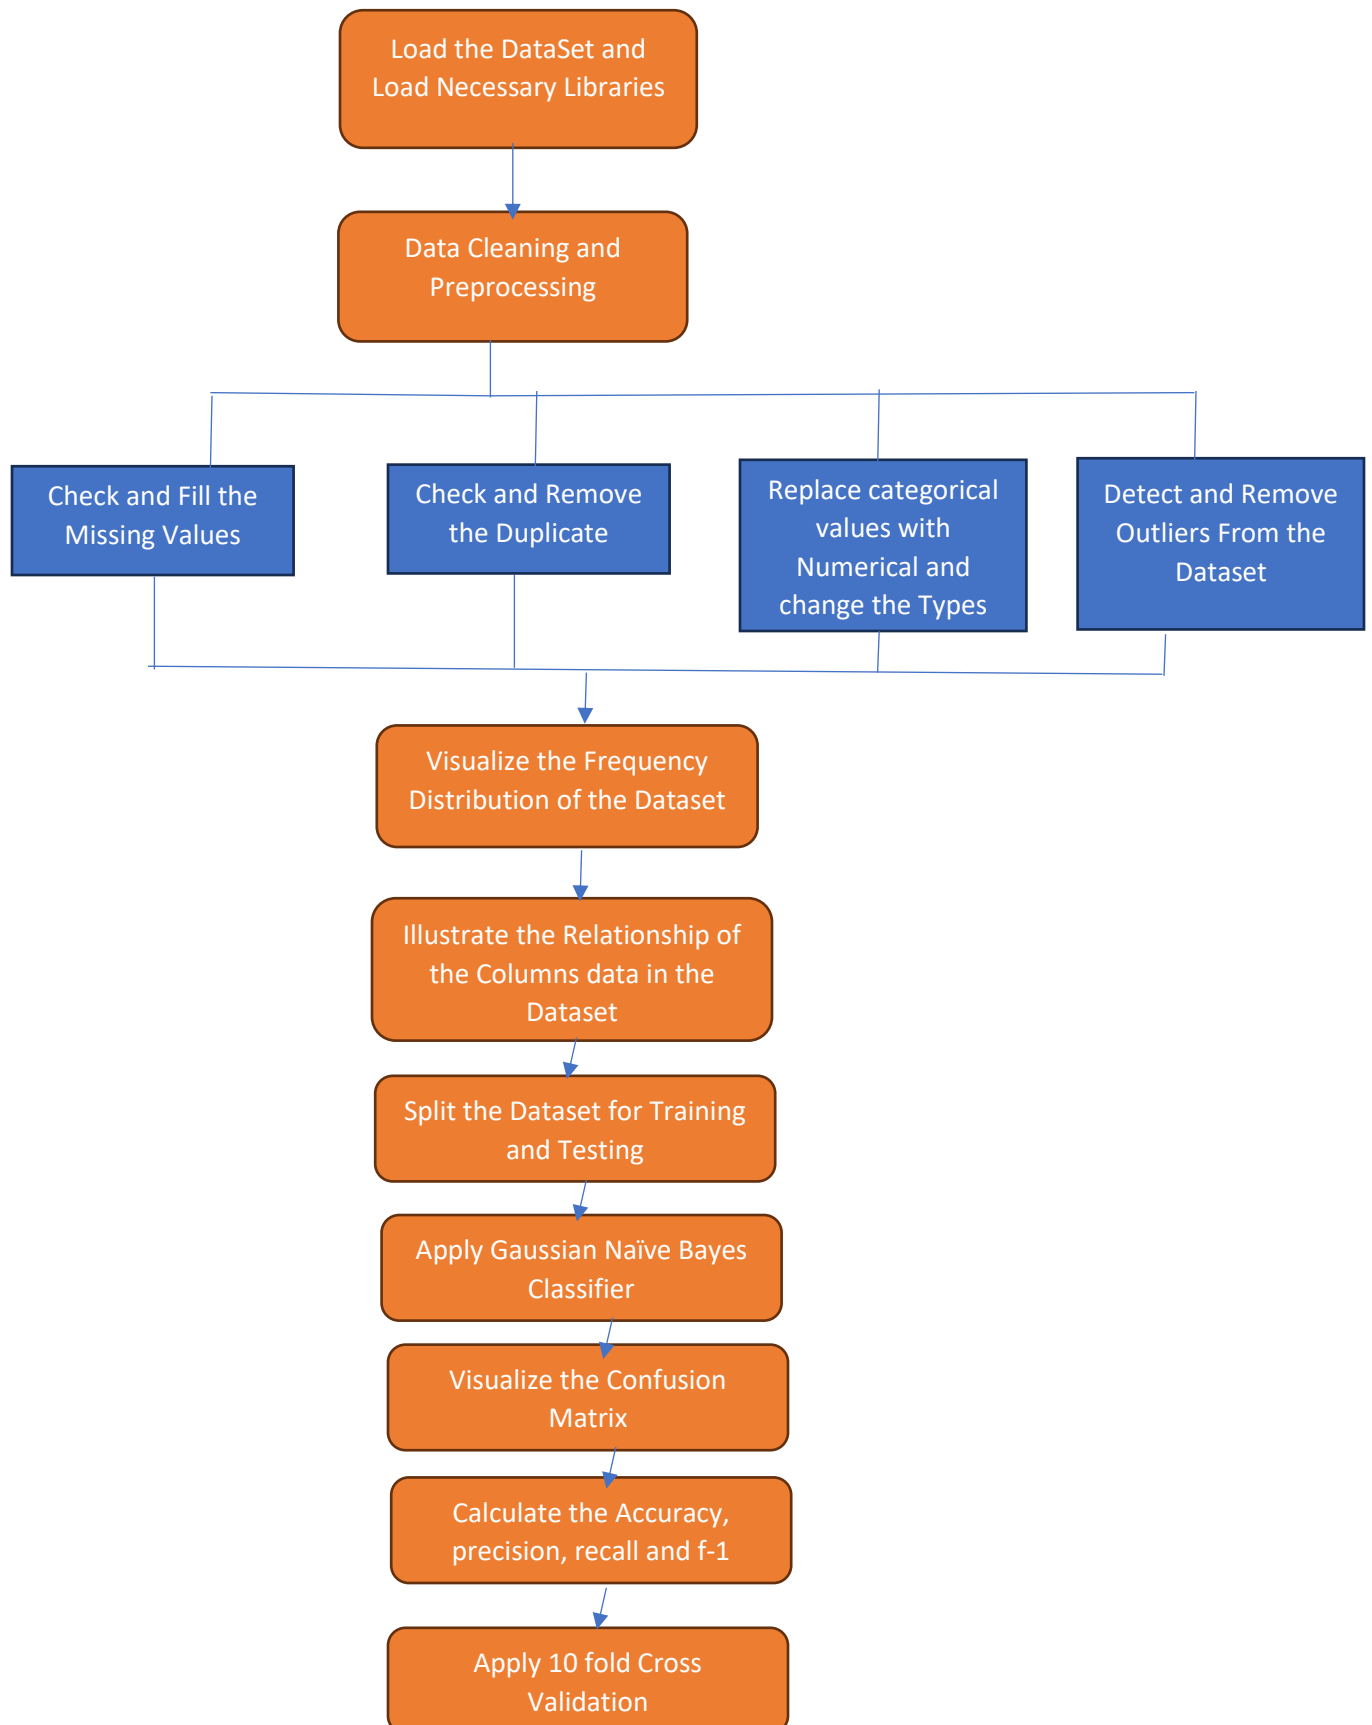 Load the DataSet and
Load Necessary Libraries
Data Cleaning and
Preprocessing
Check and Fill the
Missing Values
Check and Remove
the Duplicate
Replace categorical
values with
Numerical and
change the Types
Detect and Remove
Outliers From the
Dataset
Visualize the Frequency
Distribution of the Dataset
Illustrate the Relationship of
the Columns data in the
Dataset
Split the Dataset for Training
and Testing
Apply Gaussian Naïve Bayes
Classifier
Visualize the Confusion
Matrix
Calculate the Accuracy,
precision, recall and f-1
Apply 10 fold Cross
Validation